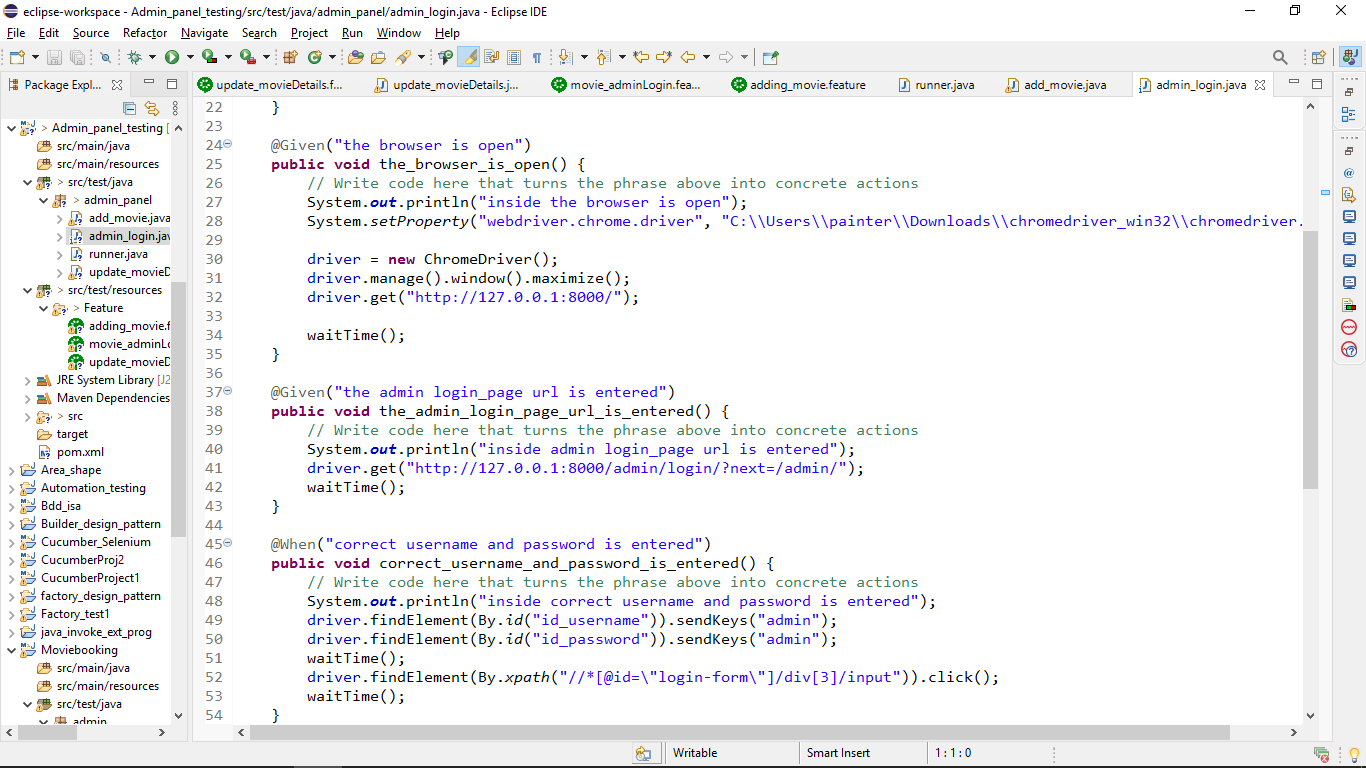 eclipse-workspace - Admin_panel_testing/src/test/java/admin_panel/admin_login.java - Eclipse IDE
File Edit Source Refactor Navigate Search Project Run Window Help
Package Expl...
update_movieDetails.f... update_movieDetails.j... movie_adminLogin.fea... adding_movie.feature runner.java add_movie.java admin_login.java
> Admin_panel_testing [
src/main/java
src/main/resources
> src/test/java
> admin_panel
add_movie.java
admin_login.jav
runner.java
update_movieD
> src/test/resources
> Feature
adding_movie.f
movie_adminLo
update_movieD
JRE System Library [J2
Maven Dependencies
> src
target
pom.xml
Area_shape
Automation_testing
Bdd_isa
Builder_design_pattern
Cucumber_Selenium
CucumberProj2
CucumberProject1
factory_design_pattern
Factory_test1
java_invoke_ext_prog
Moviebooking
src/main/java
src/main/resources
src/test/java
admin
22 }
23
24 @Given("the browser is open")
25 public void the_browser_is_open() {
26 // Write code here that turns the phrase above into concrete actions
27 System.out.println("inside the browser is open");
28 System.setProperty("webdriver.chrome.driver", "C:\\Users\\painter\\Downloads\\chromedriver_win32\\chromedriver.
29
30 driver = new ChromeDriver();
31 driver.manage().window().maximize();
32 driver.get("http://127.0.0.1:8000/");
33
34 waitTime();
35 }
36
37 @Given("the admin login_page url is entered")
38 public void the_admin_login_page_url_is_entered() {
39 // Write code here that turns the phrase above into concrete actions
40 System.out.println("inside admin login_page url is entered");
41 driver.get("http://127.0.0.1:8000/admin/login/?next=/admin/");
42 waitTime();
43 }
44
45 @When("correct username and password is entered")
46 public void correct_username_and_password_is_entered() {
47 // Write code here that turns the phrase above into concrete actions
48 System.out.println("inside correct username and password is entered");
49 driver.findElement(By.id("id_username")).sendKeys("admin");
50 driver.findElement(By.id("id_password")).sendKeys("admin");
51 waitTime();
52 driver.findElement(By.xpath("//*[@id=\"login-form\"]/div[3]/input")).click();
53 waitTime();
54 }
Writable Smart Insert 1 : 1 : 0